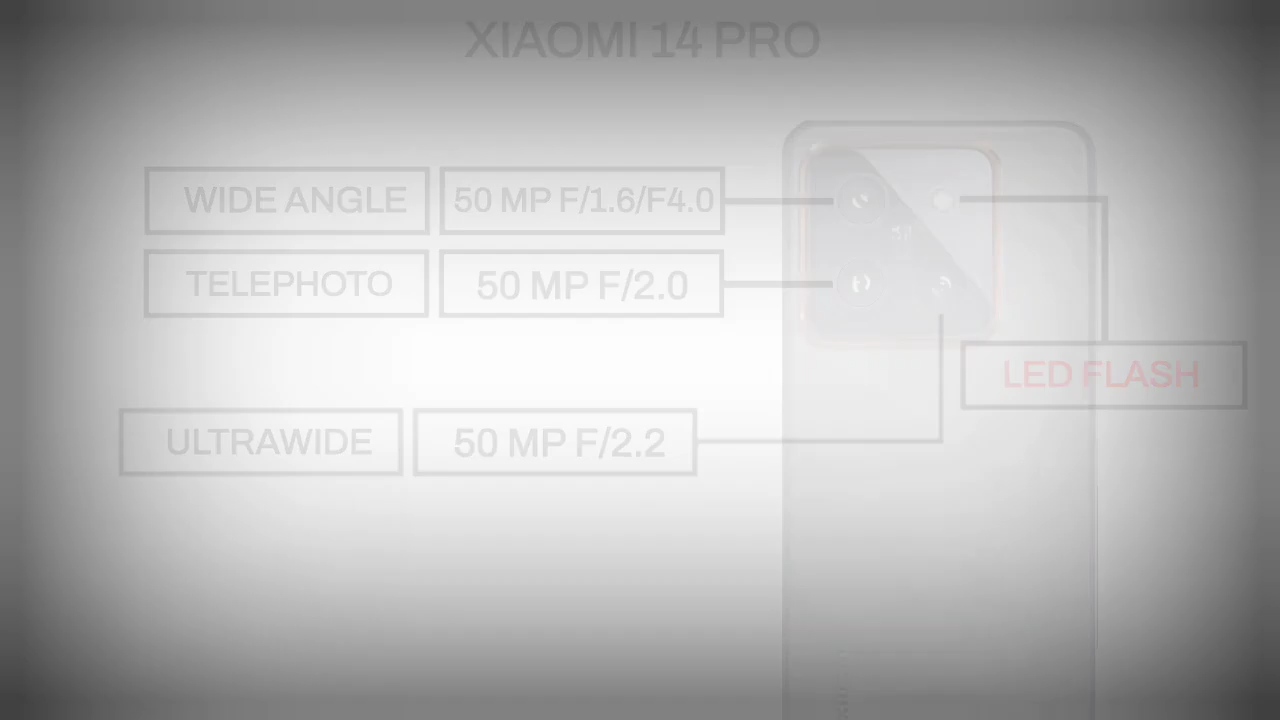 XIAOMI 14 PRO
WIDE ANGLE
50 MP F/1.6/F4.0
TELEPHOTO
50 MP F/2.0
LED FLASH
ULTRAWIDE
50 MP F/2.2